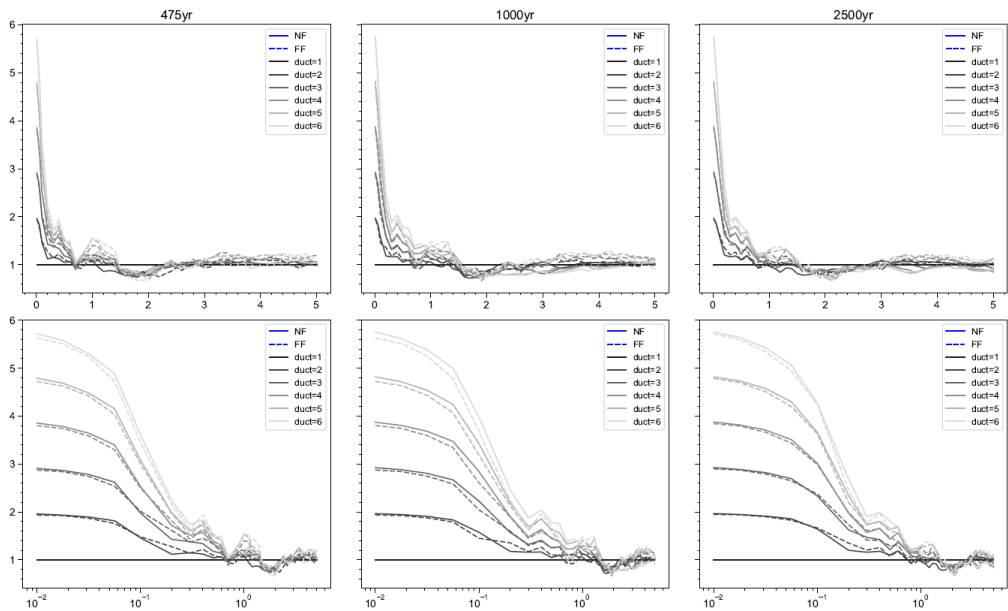 475yr
1000yr
2500yr
6
5
4
3
2
1
NF
FF
duct=1
duct=2
duct=3
duct=4
duct=5
duct=6
NF
FF
duct=1
duct=2
duct=3
duct=4
duct=5
duct=6
NF
FF
duct=1
duct=2
duct=3
duct=4
duct=5
duct=6
0 1 2 3 4 5
0 1 2 3 4 5
0 1 2 3 4 5
6
5
4
3
2
1
NF
FF
duct=1
duct=2
duct=3
duct=4
duct=5
duct=6
NF
FF
duct=1
duct=2
duct=3
duct=4
duct=5
duct=6
NF
FF
duct=1
duct=2
duct=3
duct=4
duct=5
duct=6
10⁻² 10⁻¹ 10⁰
10⁻² 10⁻¹ 10⁰
10⁻² 10⁻¹ 10⁰